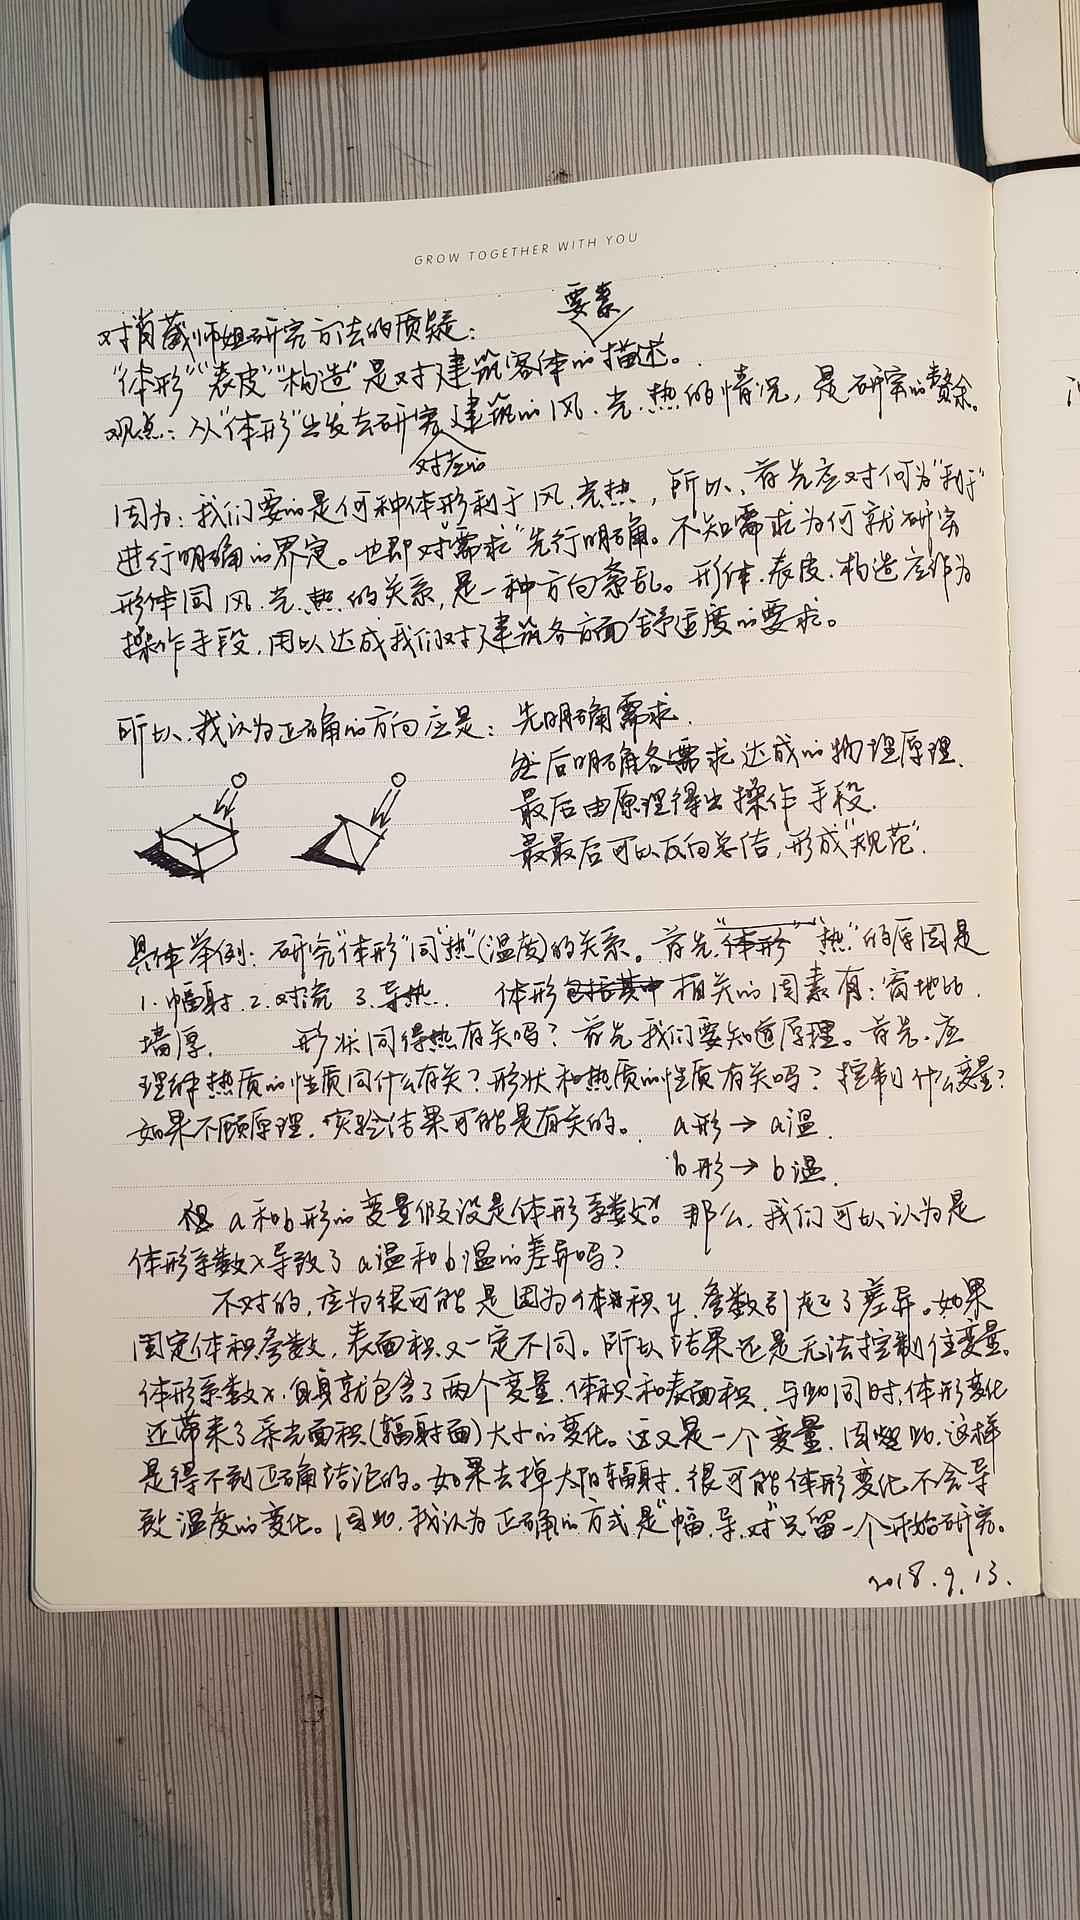 GROW TOGETHER WITH YOU
要素
对肖葳师姐研究方法的质疑：
“体形”“表皮”“构造”是对建筑客体的描述。
观点：从“体形”出发去研究建筑的风、光、热的情况，是研究的赘余。
对应的
因为：我们要的是何种体形利于风、光热，所以，首先应对何为“利于”
进行明确的界定。也即对“需求”先行明确。不知需求为何就研究
形体同风、光、热的关系，是一种方向紊乱。形体、表皮、构造应作为
操作手段，用以达成我们对建筑各方面舒适度的要求。
所以，我认为正确的方向应是：先明确需求.
然后明确各需求达成的物理原理.
最后由原理得出操作手段.
最最后可以反向总结，形成“规范”.
具体举例：研究“体形”同“热”(温度)的关系。首先，“体形” “热”的原因是
1. 幅射 2. 对流 3. 导热. 体形包括其中相关的因素有：窗地比.
墙厚. 形状同得热有关吗？首先我们要知道原理。首先，应
理解热质的性质同什么有关？形状和热质的性质有关吗？控制什么变量？
如果不顾原理，实验结果可能是有关的。 a形→a温.
b形→b温.
a和b形的变量假设是体形系数x。那么，我们可以认为是
体形系数x导致了a温和b温的差异吗？
不对的，应为很可能是因为体积y，参数引起了差异。如果
固定体积参数，表面积又一定不同。所以结果还是无法控制住变量。
体形系数x，自身就包含了两个变量，体积和表面积，与此同时，体形变化
还带来了采光面积(辐射面)大小的变化。这又是一个变量，因此，这样
是得不到正确结论的。如果去掉太阳辐射，很可能体形变化不会导
致温度的变化。因此，我认为正确的方式是“幅、导、对”只留一个开始研究。
2018.9.13.